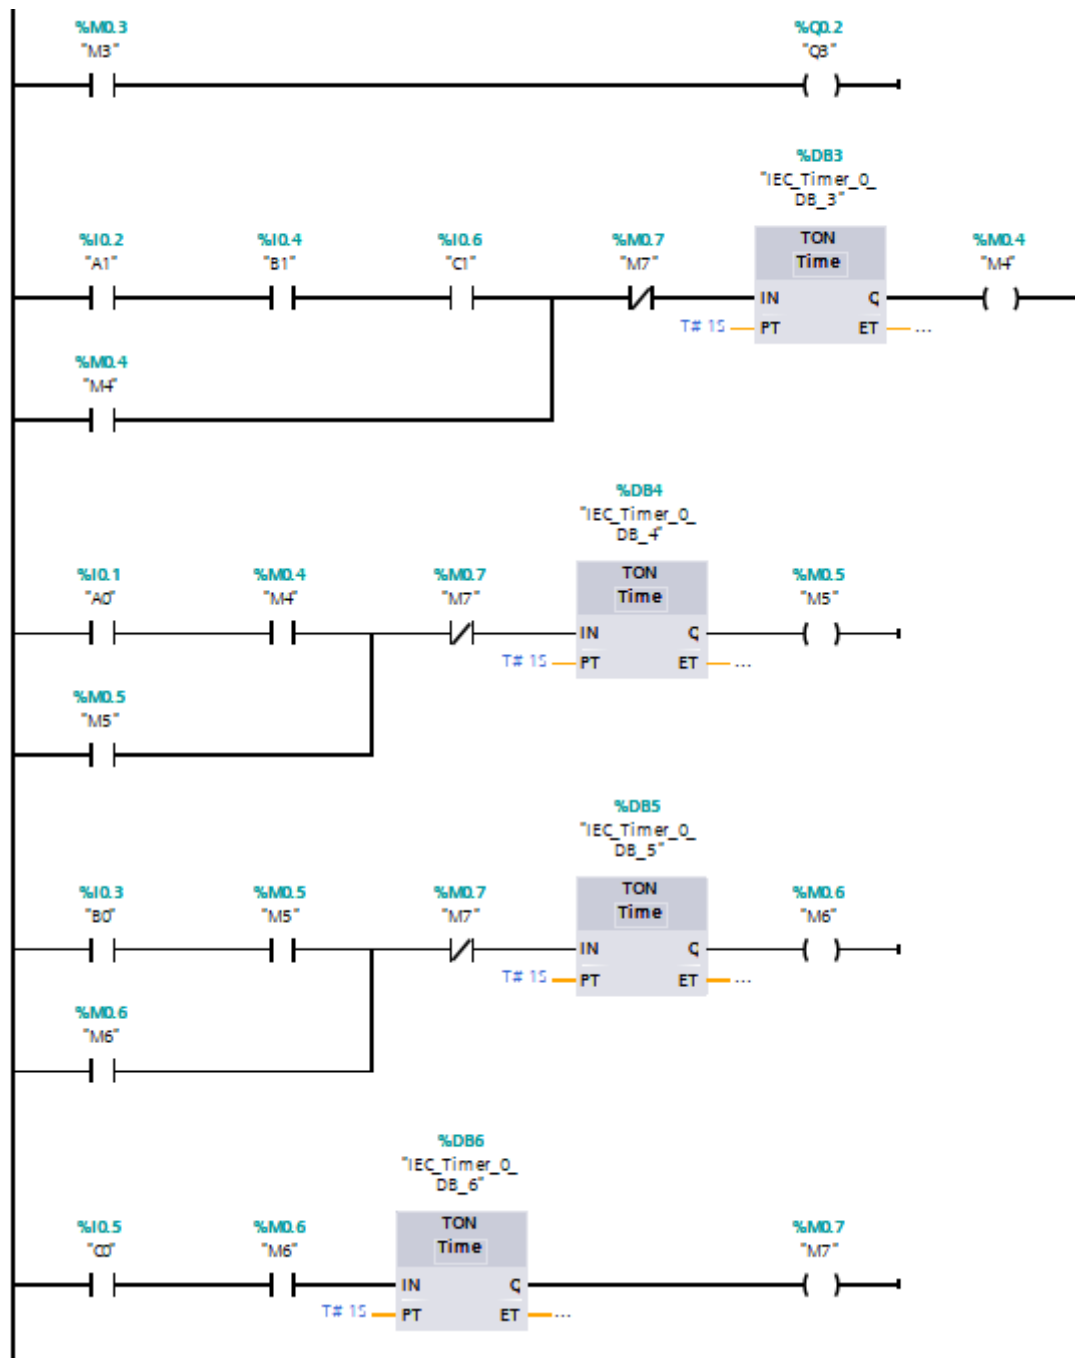 %M0.3 %Q0.2
"M3" "Q3"
%DB3
"IEC_Timer_0_
DB_3"
%I0.2 %I0.4 %I0.6 %M0.7 TON %M0.4
"A1" "B1" "C1" "M7" Time "M4"
IN Q
T# 1S PT ET ...
%M0.4
"M4"
%DB4
"IEC_Timer_0_
DB_4"
%I0.1 %M0.4 %M0.7 TON %M0.5
"A0" "M4" "M7" Time "M5"
IN Q
T# 1S PT ET ...
%M0.5
"M5"
%DB5
"IEC_Timer_0_
DB_5"
%I0.3 %M0.5 %M0.7 TON %M0.6
"B0" "M5" "M7" Time "M6"
IN Q
T# 1S PT ET ...
%M0.6
"M6"
%DB6
"IEC_Timer_0_
DB_6"
%I0.5 %M0.6 TON %M0.7
"C0" "M6" Time "M7"
IN Q
T# 1S PT ET ...